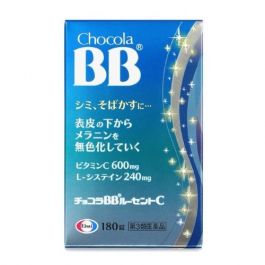 Chocola
BB®
シミ、そばかすに…
表皮の下から
メラニンを
無色化していく
ビタミンC 600mg
L-システイン 240mg
チョコラBB®ルーセントC
Eisai
180錠
第3類医薬品